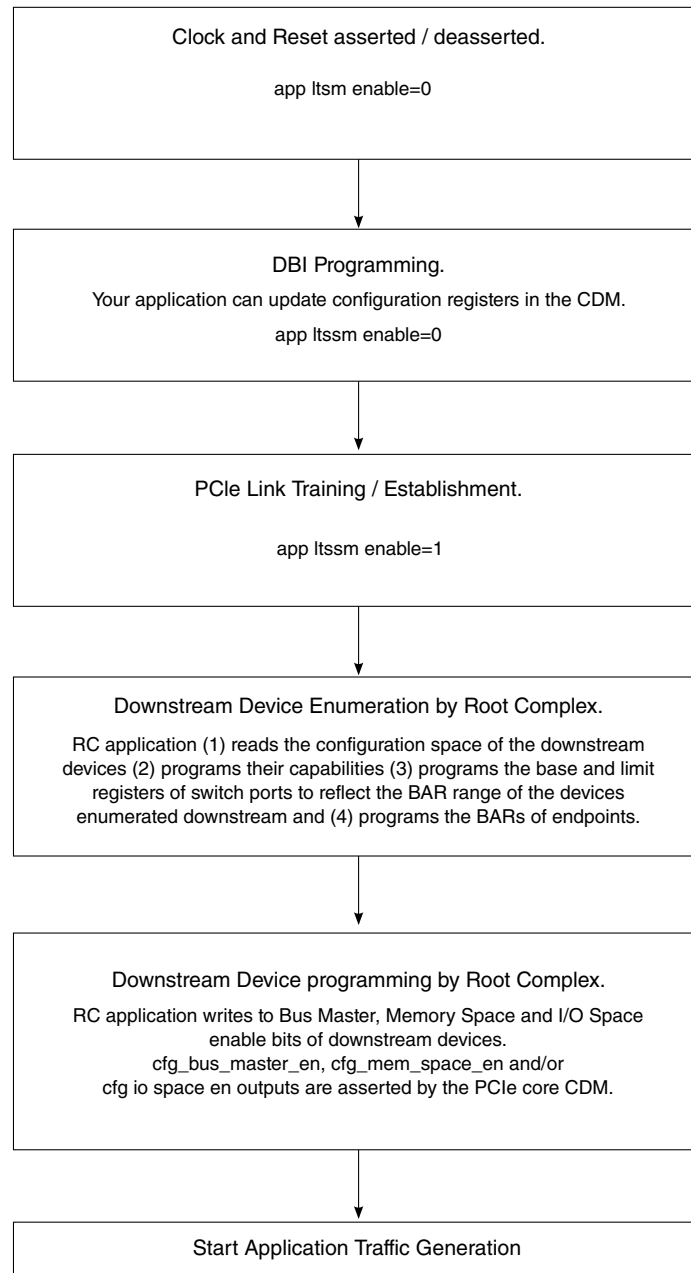 Clock and Reset asserted / deasserted.
app ltsm enable=0
DBI Programming.
Your application can update configuration registers in the CDM.
app ltssm enable=0
PCIe Link Training / Establishment.
app ltssm enable=1
Downstream Device Enumeration by Root Complex.
RC application (1) reads the configuration space of the downstream
devices (2) programs their capabilities (3) programs the base and limit
registers of switch ports to reflect the BAR range of the devices
enumerated downstream and (4) programs the BARs of endpoints.
Downstream Device programming by Root Complex.
RC application writes to Bus Master, Memory Space and I/O Space
enable bits of downstream devices.
cfg_bus_master_en, cfg_mem_space_en and/or
cfg io space en outputs are asserted by the PCIe core CDM.
Start Application Traffic Generation